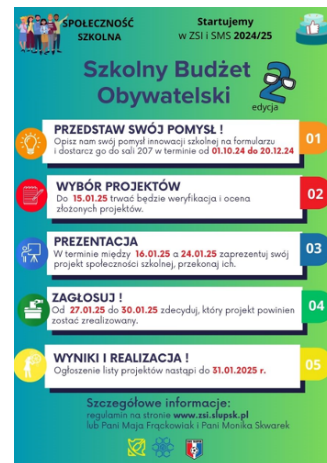 SPOŁECZNOŚĆ
SZKOLNA
Startujemy
w ZSI i SMS 2024/25
Szkolny Budżet
Obywatelski
2
edycja
PRZEDSTAW SWÓJ POMYSŁ !
Opisz nam swój pomysł innowacji szkolnej na formularzu
i dostarcz go do sali 207 w terminie od 01.10.24 do 20.12.24
01
WYBÓR PROJEKTÓW
Do 15.01.25 trwać będzie weryfikacja i ocena
złożonych projektów.
02
PREZENTACJA
W terminie między 16.01.25 a 24.01.25 zaprezentuj swój
projekt społeczności szkolnej, przekonaj ich.
03
ZAGŁOSUJ !
Od 27.01.25 do 30.01.25 zdecyduj, który projekt powinien
zostać zrealizowany.
04
WYNIKI I REALIZACJA !
Ogłoszenie listy projektów nastąpi do 31.01.2025 r.
05
Szczegółowe informacje:
regulamin na stronie www.zsi.slupsk.pl
lub Pani Maja Frąckowiak i Pani Monika Skwarek